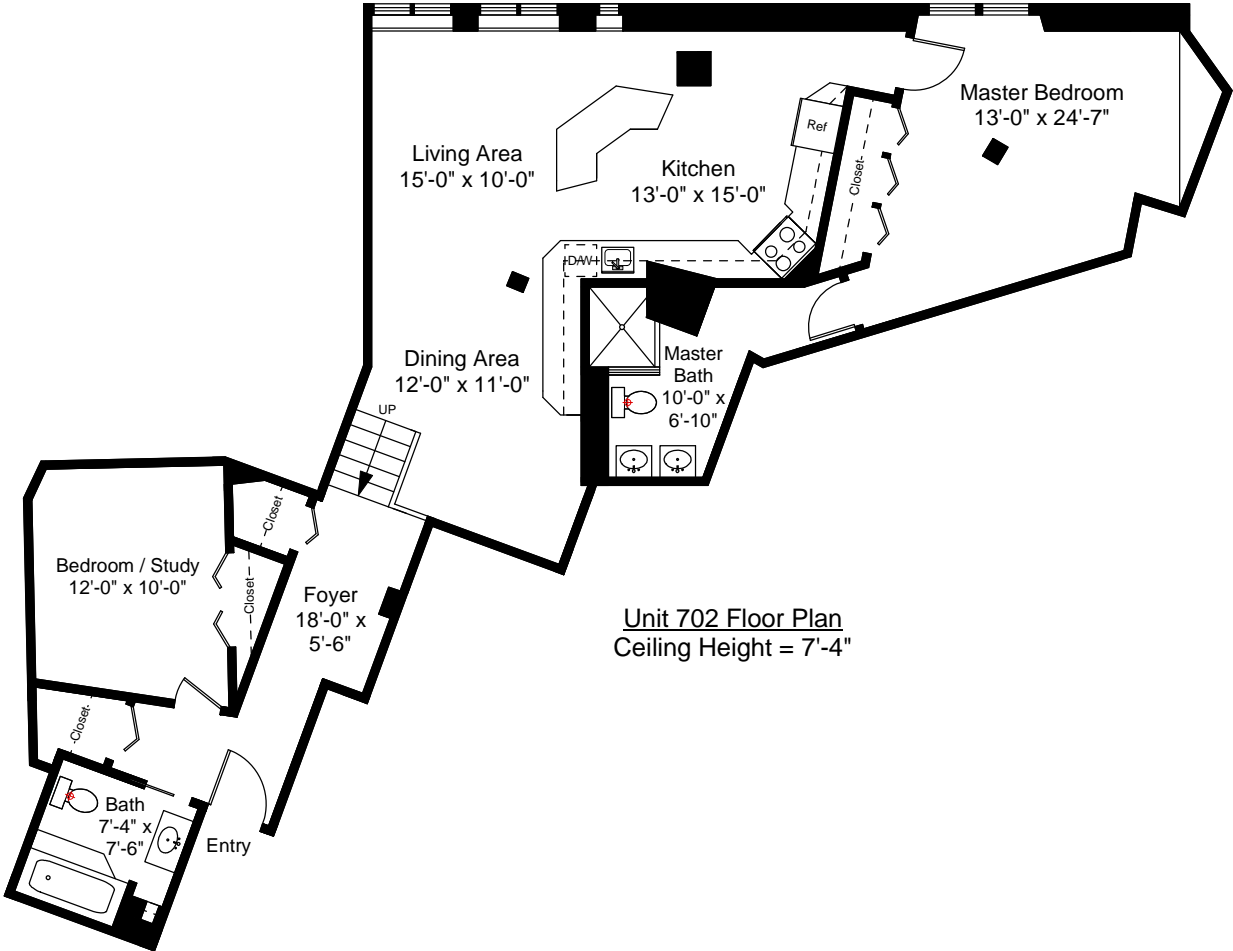 Master Bedroom
13'-0" x 24'-7"
Ref
Living Area
15'-0" x 10'-0"
Kitchen
13'-0" x 15'-0"
Closet
D/W
Dining Area
12'-0" x 11'-0"
Master
Bath
10'-0" x
6'-10"
UP
Closet
Bedroom / Study
12'-0" x 10'-0"
Closet
Foyer
18'-0" x
5'-6"
Unit 702 Floor Plan
Ceiling Height = 7'-4"
Closet
Bath
7'-4" x
7'-6"
Entry